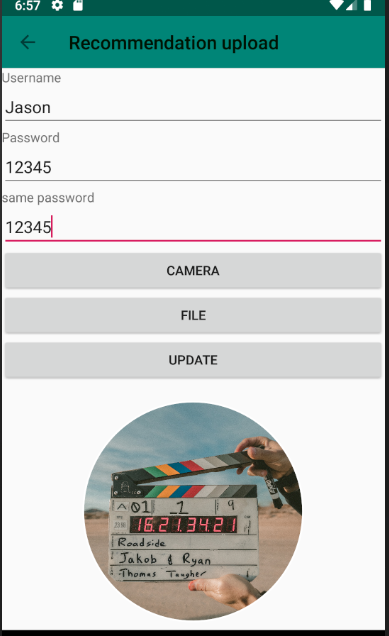 6:57
Recommendation upload
Username
Jason
Password
12345
same password
12345
CAMERA
FILE
UPDATE
01 1
16:21:34:21
Roadside
Jakob & Ryan
Thomas